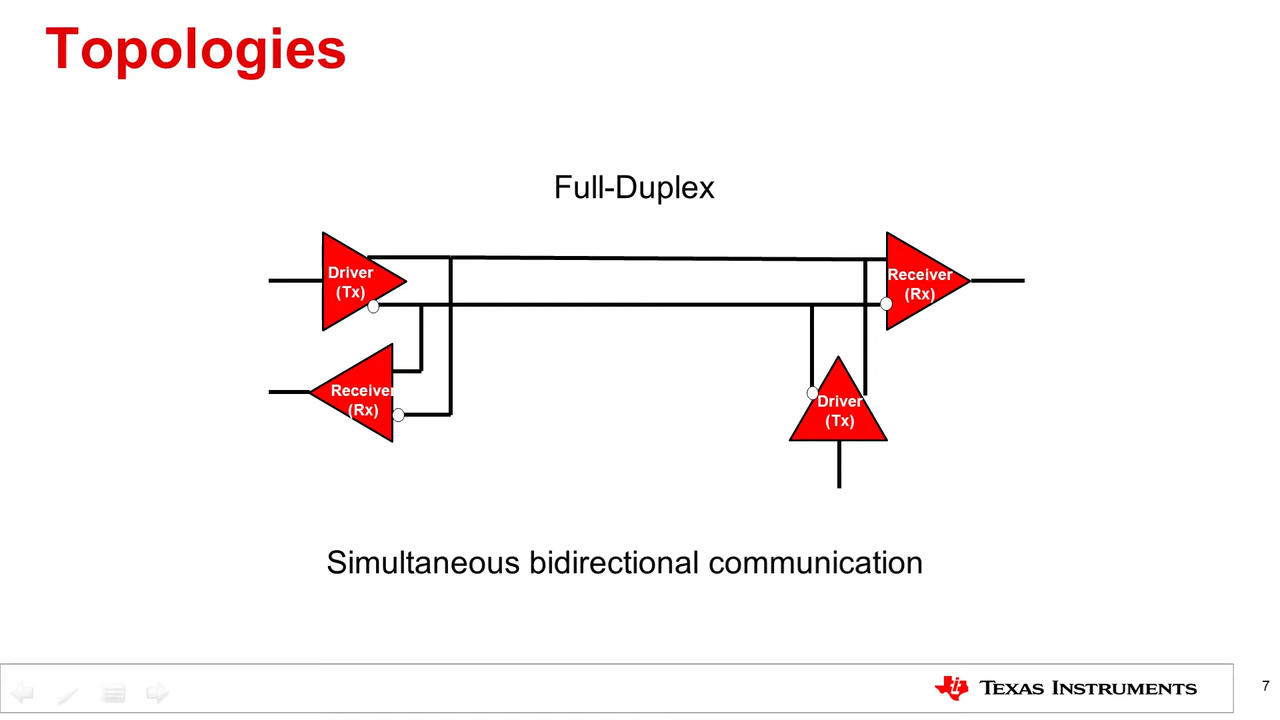 Topologies
Full-Duplex
Driver
(Tx)
Receiver
(Rx)
Receiver
(Rx)
Driver
(Tx)
Simultaneous bidirectional communication
TEXAS INSTRUMENTS
7